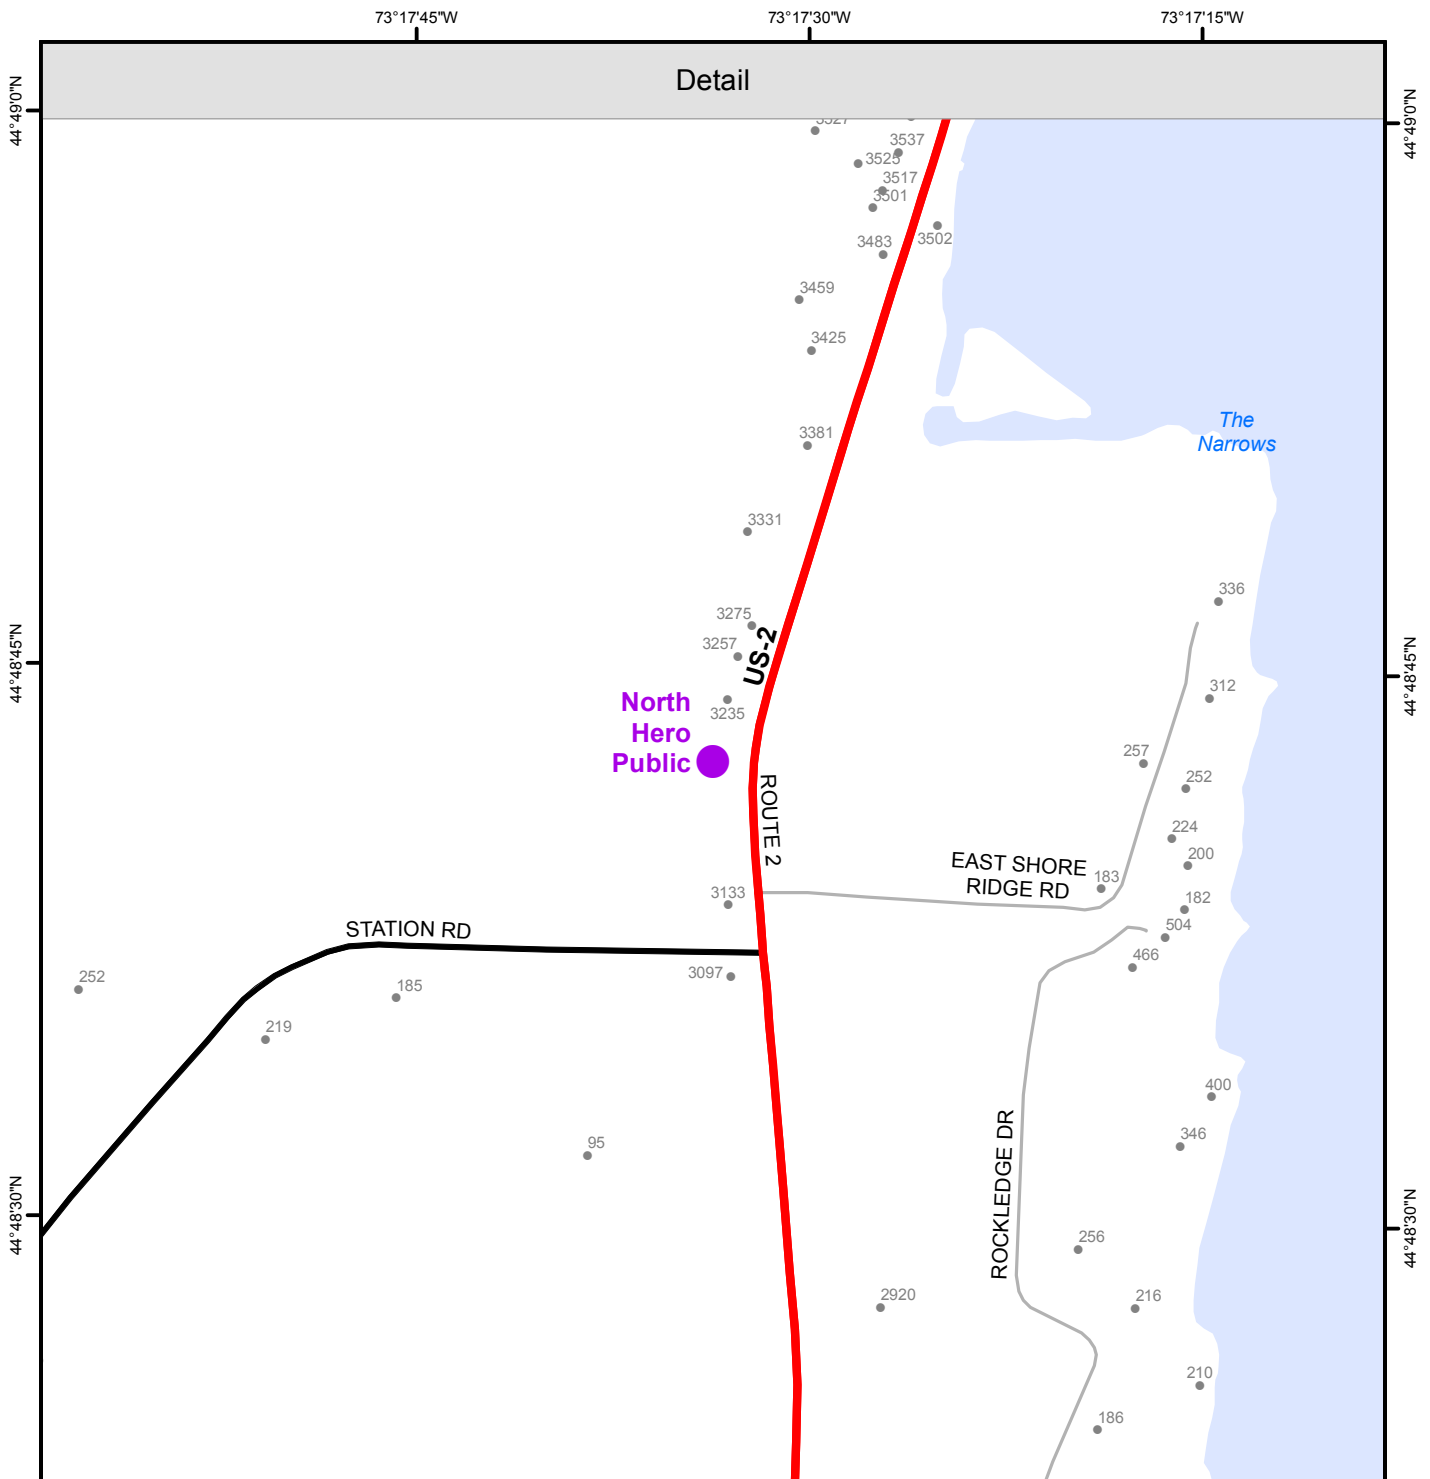 73°17'45"W
73°17'30"W
73°17'15"W
44°49'0"N
44°49'0"N
Detail
3527
3537
3525
3517
3501
3502
3483
3459
3425
The
Narrows
3381
3331
336
3275
3257
US-2
44°48'45"N
44°48'45"N
312
North
Hero
Public
3235
257
252
ROUTE 2
224
200
EAST SHORE
RIDGE RD
183
3133
182
STATION RD
504
466
252
185
3097
219
400
346
95
ROCKLEDGE DR
44°48'30"N
44°48'30"N
256
2920
216
210
186